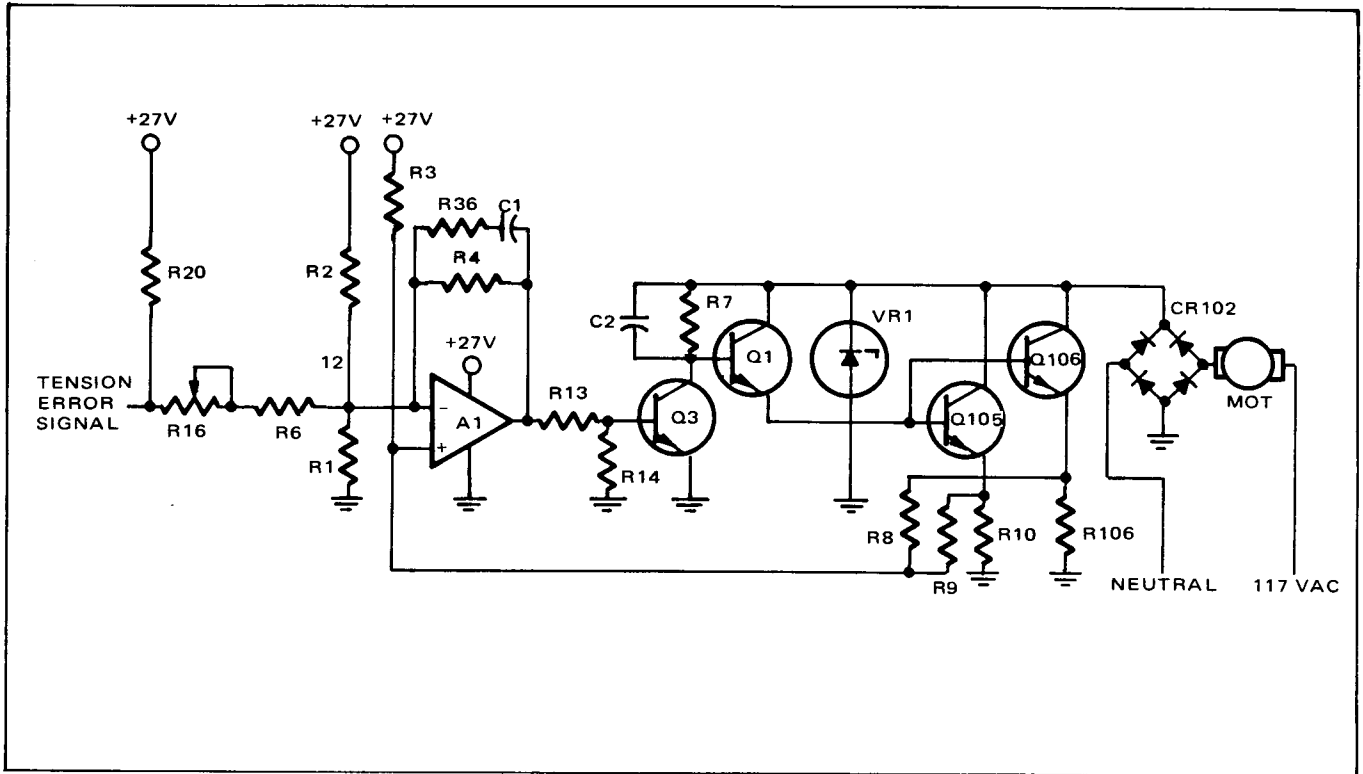 +27V
+27V +27V
R3
R36 C1
R20
R2
R4
R7
CR102
C2
VR1
12
+27V
Q1
Q106
TENSION
ERROR
SIGNAL
R16
R6
−
A1
+
R13
Q3
Q105
MOT
R1
R14
R8
R10
R106
R9
NEUTRAL
117 VAC